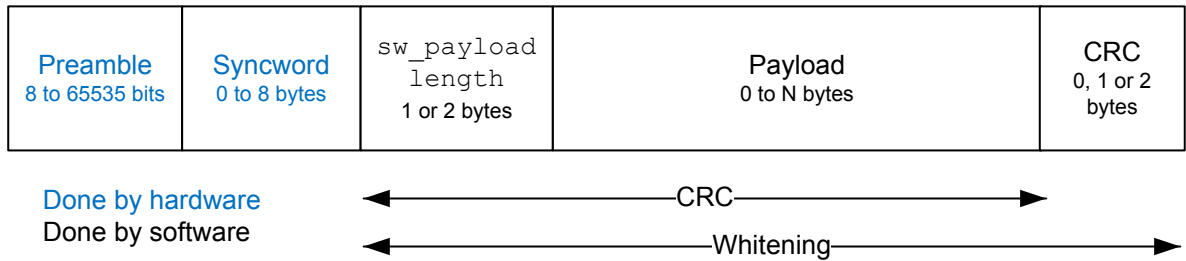 Preamble
8 to 65535 bits
Syncword
0 to 8 bytes
sw_payload
length
1 or 2 bytes
Payload
0 to N bytes
CRC
0, 1 or 2
bytes
Done by hardware
Done by software
CRC
Whitening